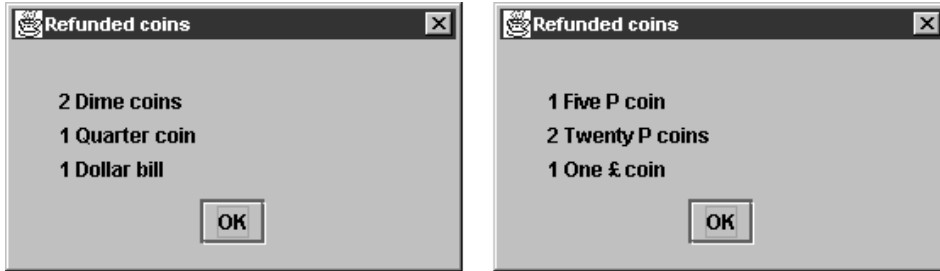 Refunded coins
2 Dime coins
1 Quarter coin
1 Dollar bill
OK
Refunded coins
1 Five P coin
2 Twenty P coins
1 One £ coin
OK